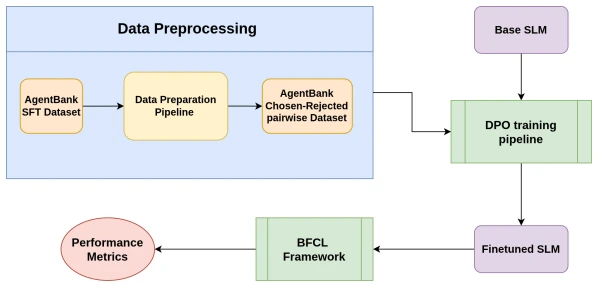 Data Preprocessing
Base SLM
AgentBank
SFT Dataset
Data Preparation
Pipeline
AgentBank
Chosen-Rejected
pairwise Dataset
DPO training
pipeline
Performance
Metrics
BFCL
Framework
Finetuned SLM